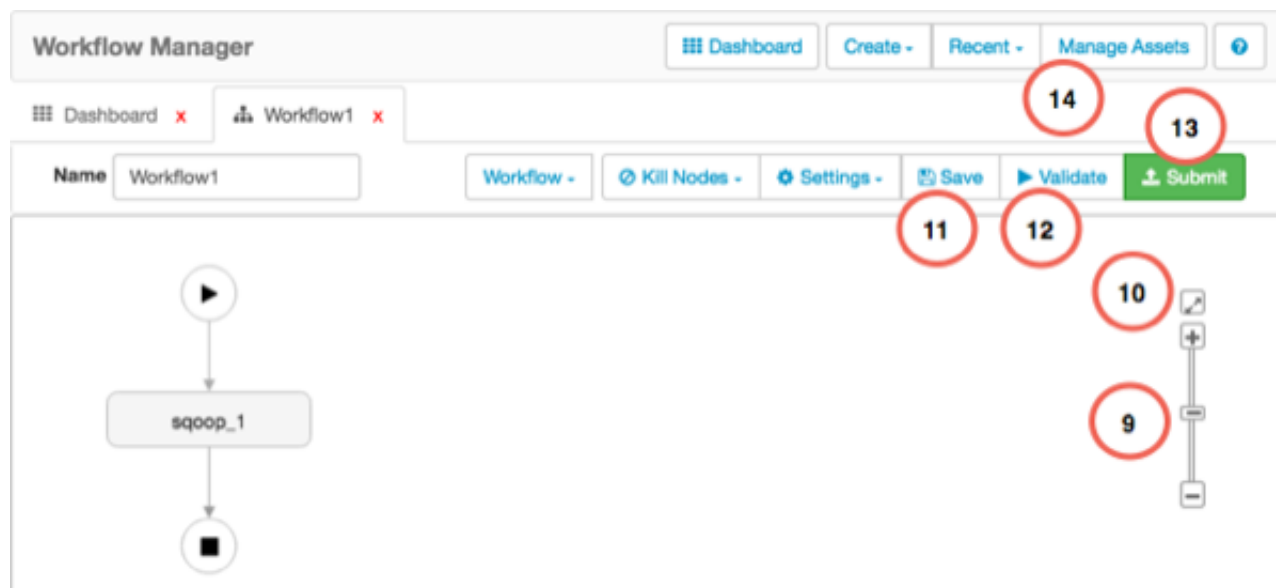 Workflow Manager Dashboard Create Recent Manage Assets ?
14
Dashboard x Workflow1 x
13
Name Workflow1 Workflow Kill Nodes Settings Save Validate Submit
11 12
10
sqoop_1
9